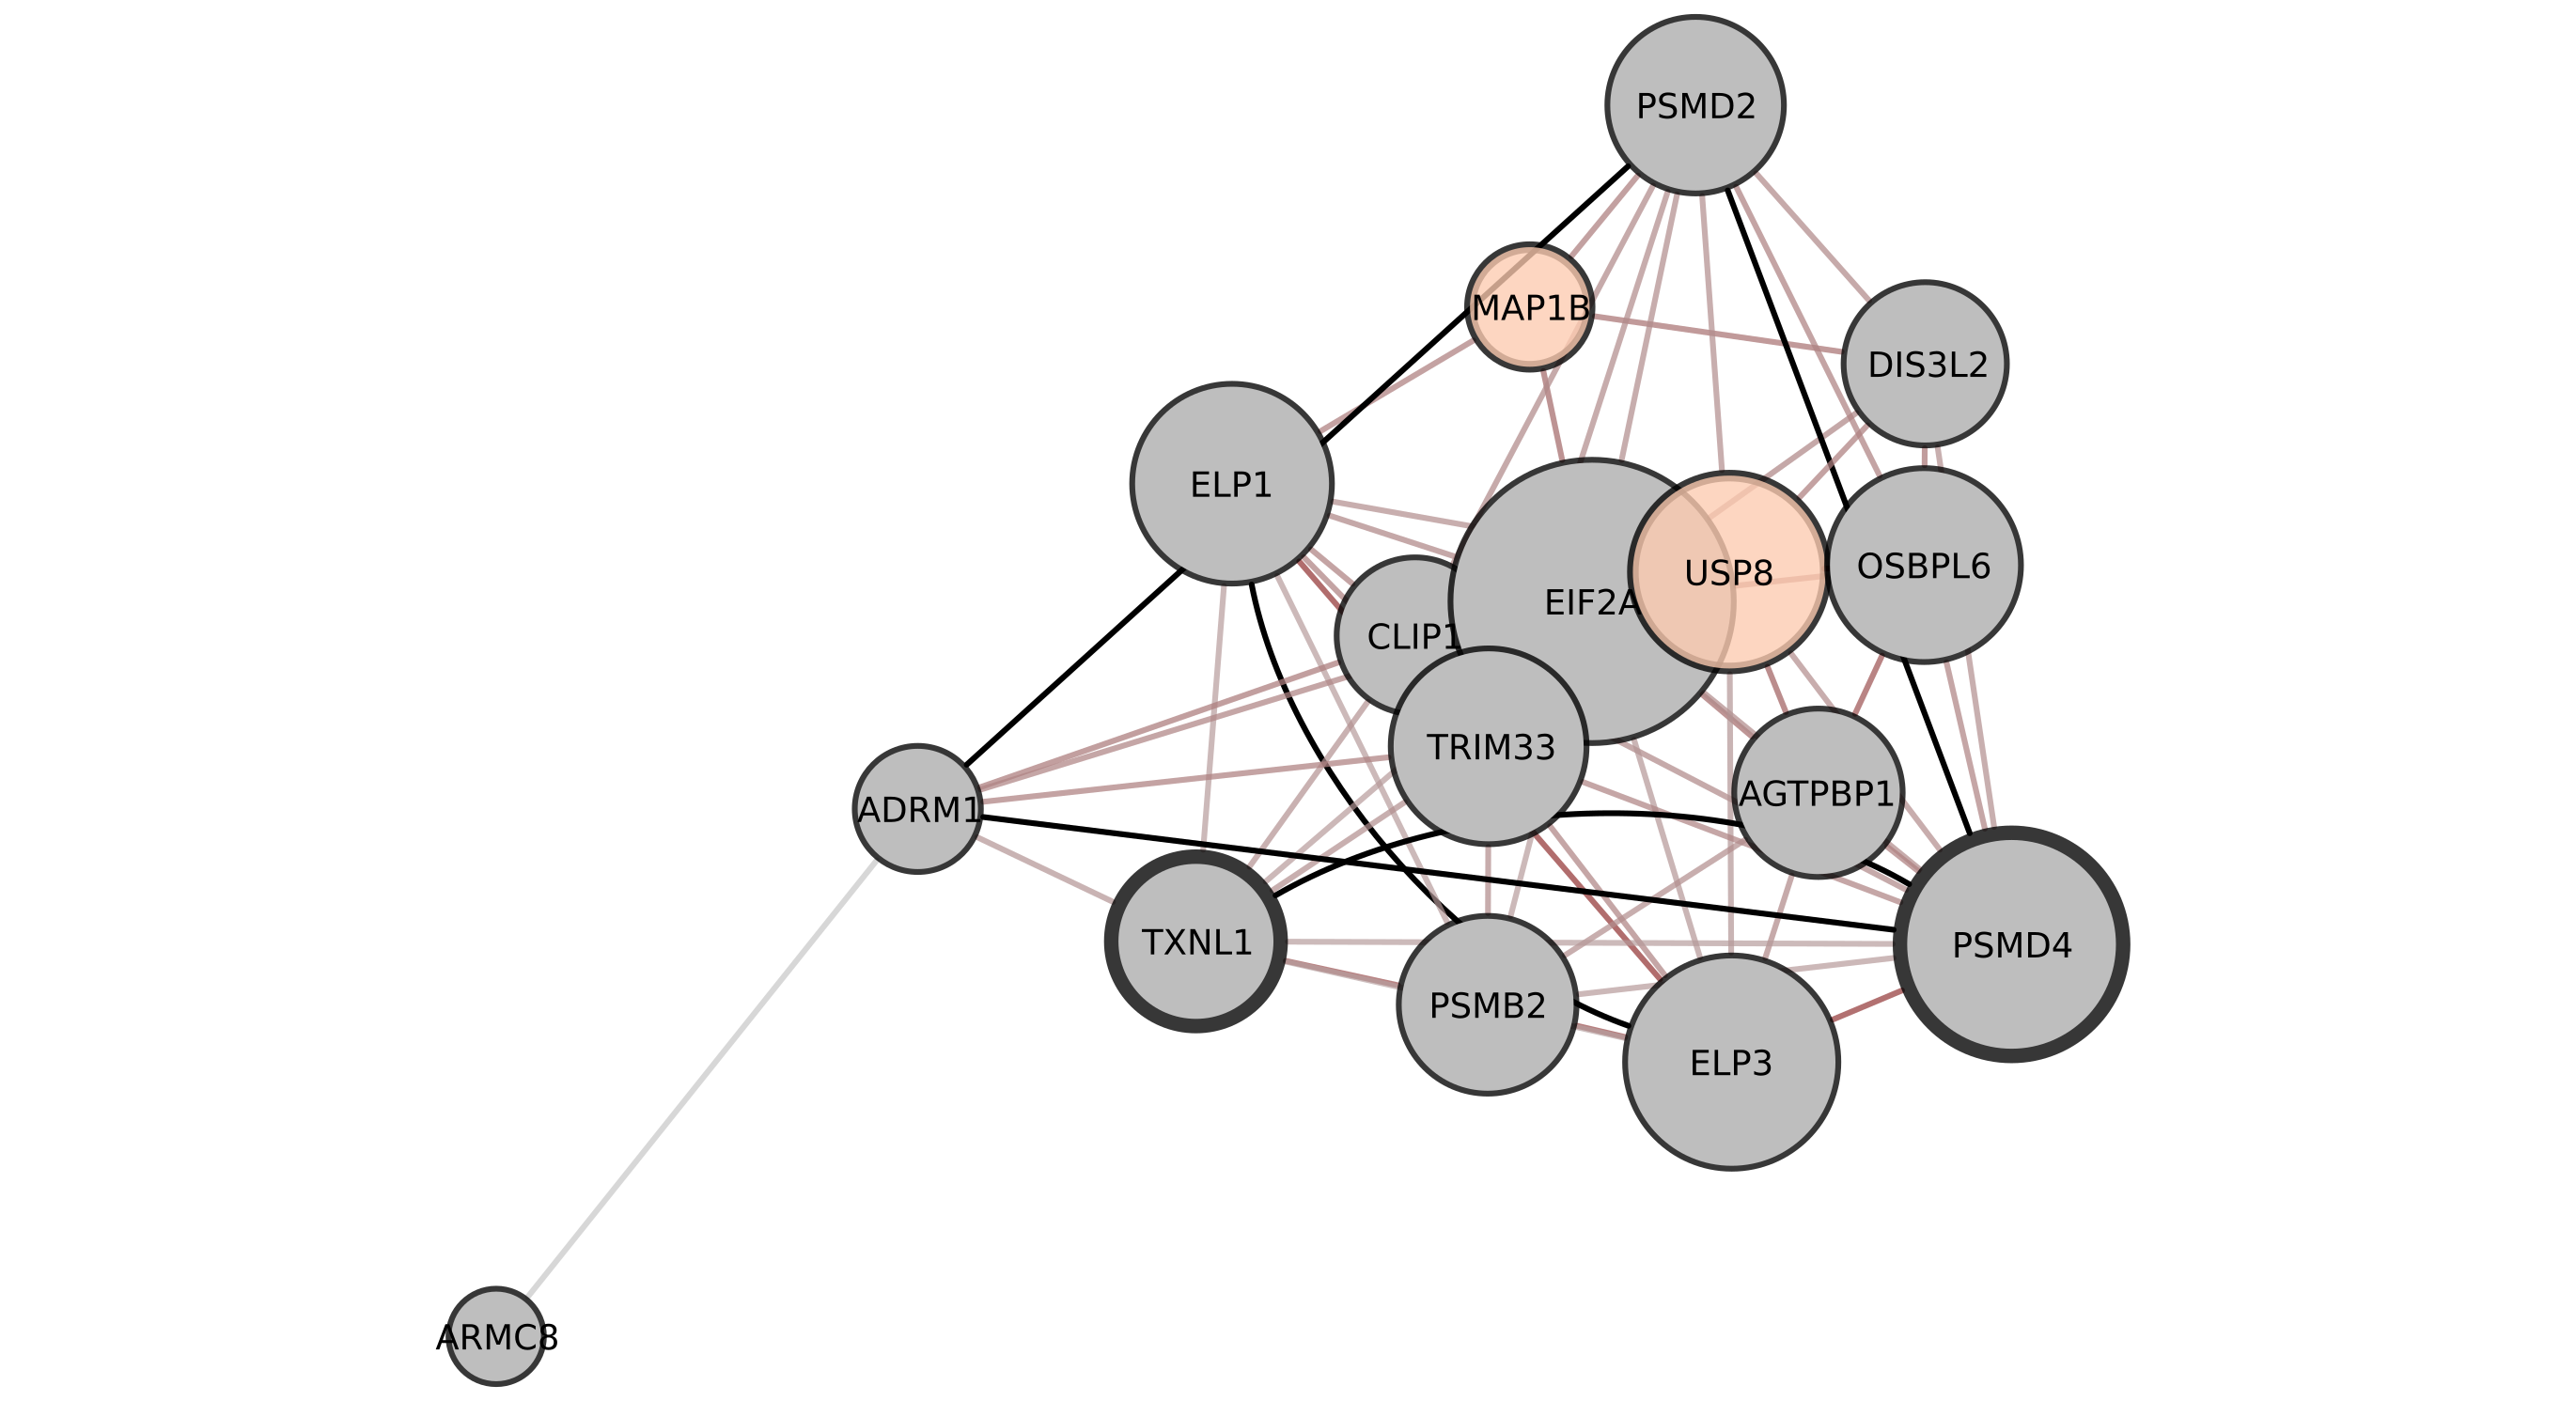 PSMD2
MAP1B
DIS3L2
ELP1
OSBPL6
USP8
EIF2A
CLIP1
TRIM33
AGTPBP1
ADRM1
TXNL1
PSMD4
PSMB2
ELP3
ARMC8